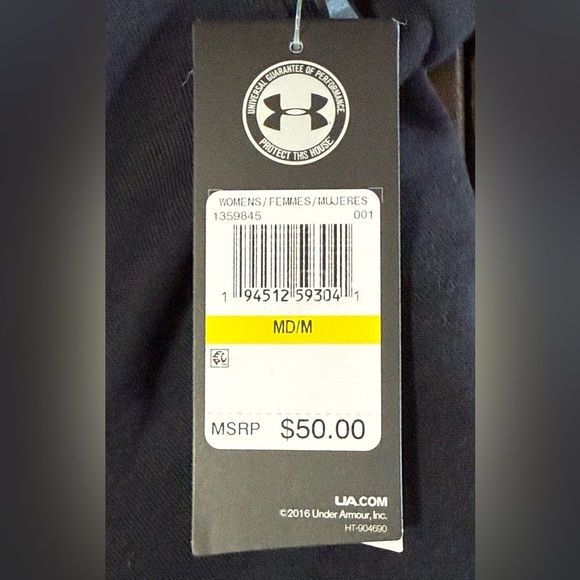 UNIVERSAL GUARANTEE OF PERFORMANCE
PROTECT THIS HOUSE
WOMENS/FEMMES/MUJERES
1359845 001
1 94512 59304 1
MD/M
MSRP $50.00
UA.COM
©2016 Under Armour, Inc.
HT-904690